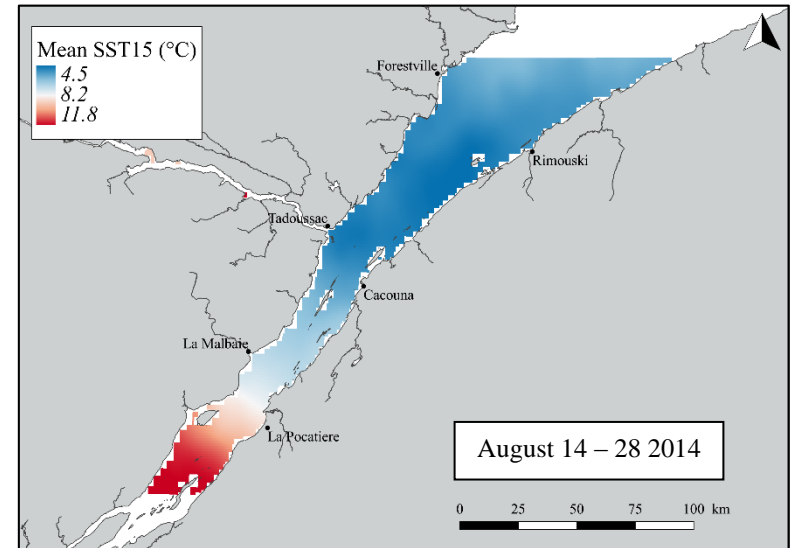 Mean SST15 (°C)
4.5
8.2
11.8
Forestville
Rimouski
Tadoussac
Cacouna
La Malbaie
La Pocatiere
August 14 – 28 2014
0 25 50 75 100 km